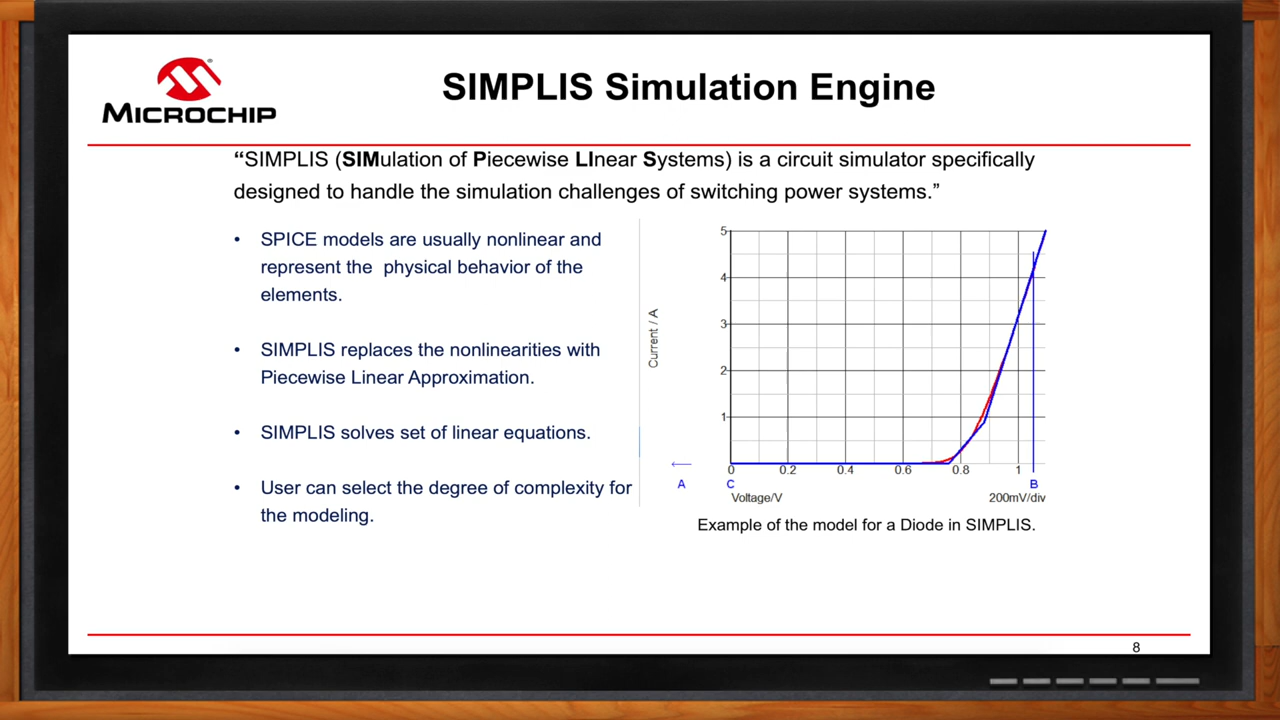 MICROCHIP
SIMPLIS Simulation Engine
“SIMPLIS (SIMulation of Piecewise LInear Systems) is a circuit simulator specifically
designed to handle the simulation challenges of switching power systems.”
• SPICE models are usually nonlinear and
represent the physical behavior of the
elements.
• SIMPLIS replaces the nonlinearities with
Piecewise Linear Approximation.
• SIMPLIS solves set of linear equations.
• User can select the degree of complexity for
the modeling.
Current / A
5
4
3
2
1
0 0.2 0.4 0.6 0.8 1
A C B
Voltage/V 200mV/div
Example of the model for a Diode in SIMPLIS.
8